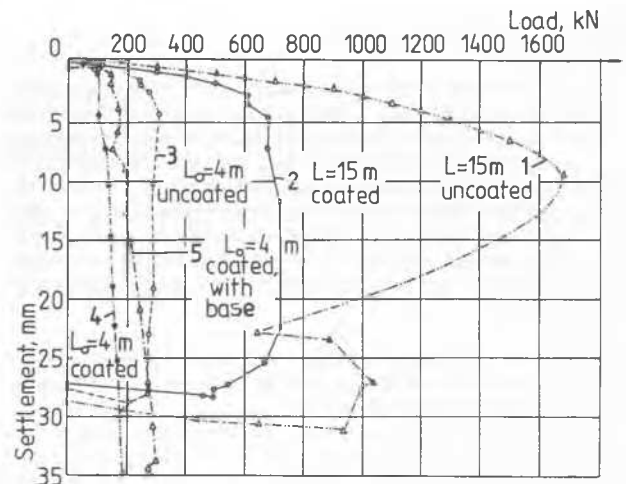 Load, kN
0 200 400 600 800 1000 1200 1400 1600
0
5
10
15
20
25
30
35
Settlement, mm
3
L₀=4 m
uncoated
2 L=15 m
coated
L=15 m 1
uncoated
5 L₀=4 m
coated,
with
base
4
L₀=4 m
coated